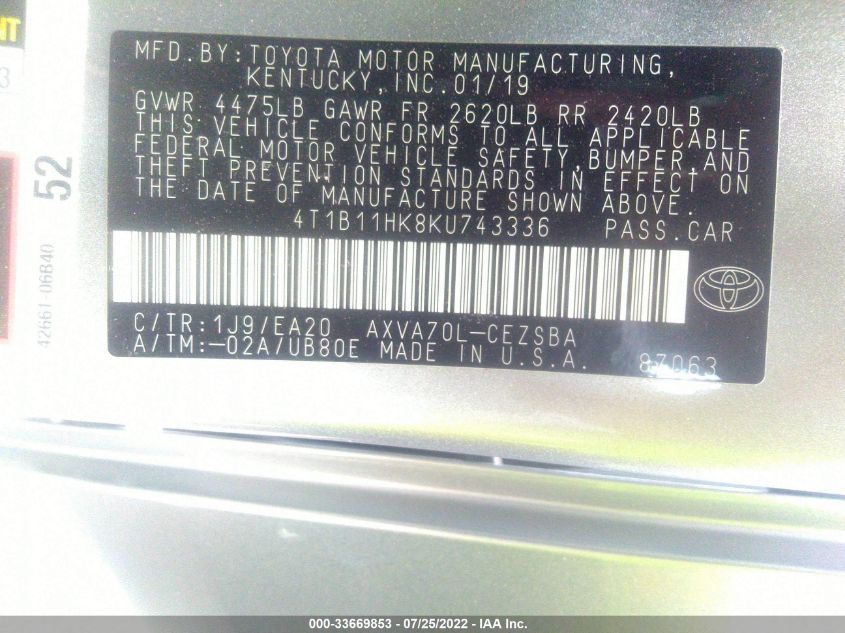 NT
3
52
42661-06B40
MFD.BY:TOYOTA MOTOR MANUFACTURING,
KENTUCKY,INC.01/19
GVWR 4475LB GAWR FR 2620LB RR 2420LB
THIS VEHICLE CONFORMS TO ALL APPLICABLE
FEDERAL MOTOR VEHICLE SAFETY,BUMPER,AND
THEFT PREVENTION STANDARDS IN EFFECT ON
THE DATE OF MANUFACTURE SHOWN ABOVE.
4T1B11HK8KU743336 PASS.CAR
C/TR:1J9/EA20 AXVA70L-CEZSBA
A/TM:-02A/UB80E MADE IN U.S.A. 87063
000-33669853 / 07/25/2022 - IAA Inc.